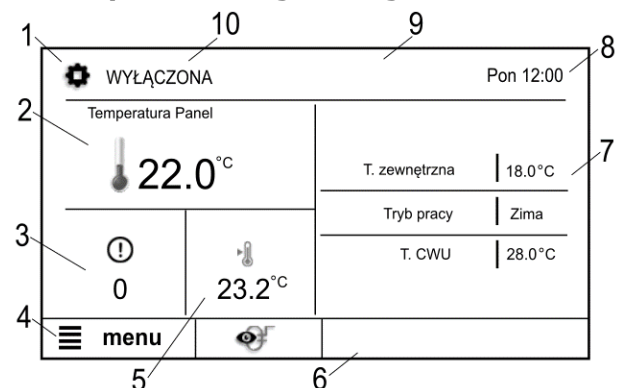 1
10
9
8
WYŁĄCZONA
Pon 12:00
2
Temperatura Panel
22.0°C
T. zewnętrzna
18.0°C
7
Tryb pracy
Zima
T. CWU
28.0°C
3
0
23.2°C
4
menu
5
6